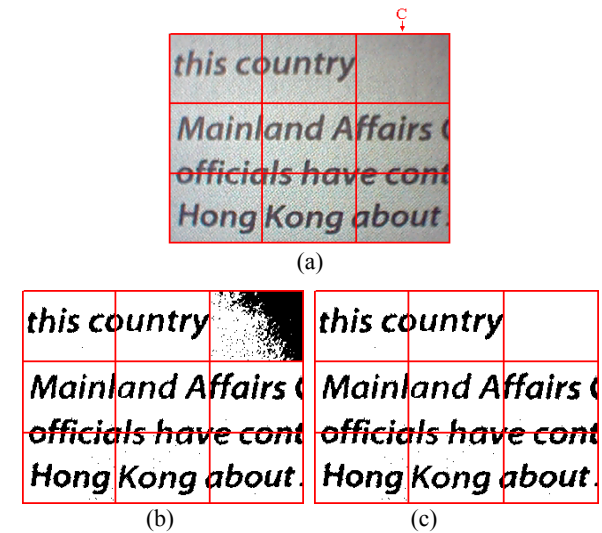 C
this country
Mainland Affairs
officials have cont
Hong Kong about
(a)
this country
Mainland Affairs
officials have cont
Hong Kong about
(b)
this country
Mainland Affairs
officials have cont
Hong Kong about
(c)